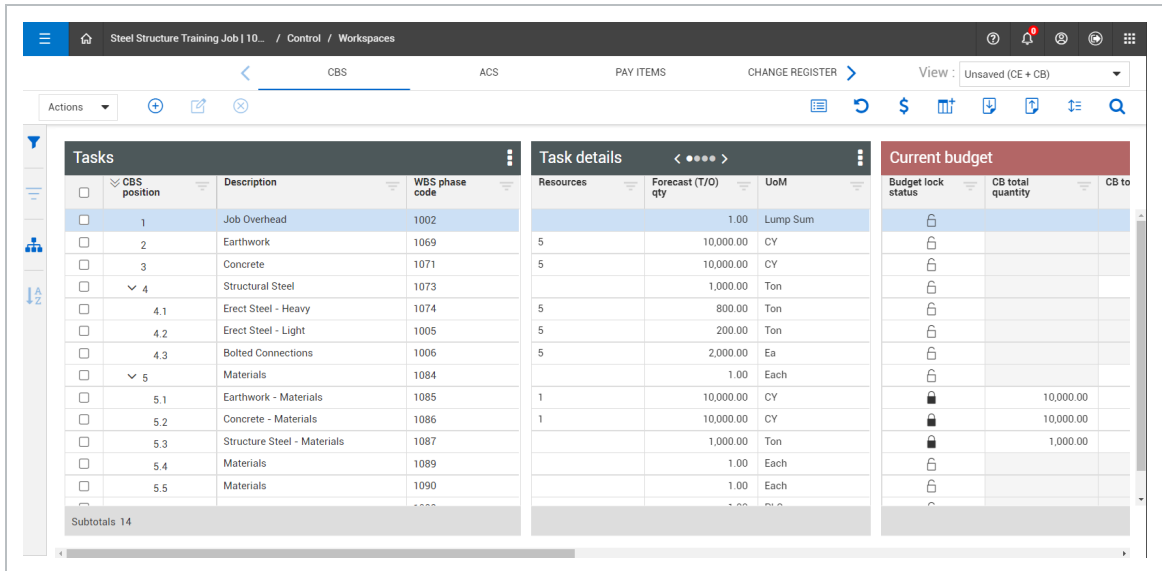 Steel Structure Training Job | 10... / Control / Workspaces 0
CBS ACS PAY ITEMS CHANGE REGISTER View : Unsaved (CE + CB)
Actions
Tasks Task details Current budget
CBS position Description WBS phase code Resources Forecast (T/O) qty UoM Budget lock status CB total quantity CB to
1 Job Overhead 1002 1.00 Lump Sum
2 Earthwork 1069 5 10,000.00 CY
3 Concrete 1071 5 10,000.00 CY
4 Structural Steel 1073 1,000.00 Ton
4.1 Erect Steel - Heavy 1074 5 800.00 Ton
4.2 Erect Steel - Light 1005 5 200.00 Ton
4.3 Bolted Connections 1006 5 2,000.00 Ea
5 Materials 1084 1.00 Each
5.1 Earthwork - Materials 1085 1 10,000.00 CY 10,000.00
5.2 Concrete - Materials 1086 1 10,000.00 CY 10,000.00
5.3 Structure Steel - Materials 1087 1,000.00 Ton 1,000.00
5.4 Materials 1089 1.00 Each
5.5 Materials 1090 1.00 Each
Subtotals 14